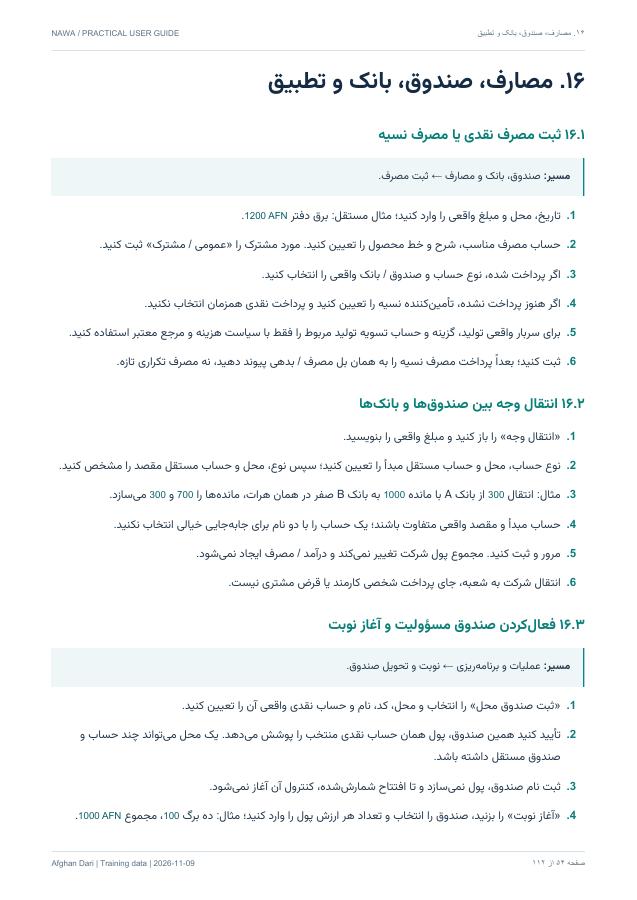 NAWA / PRACTICAL USER GUIDE
۱۶. مصارف، صندوق، بانک و تطبیق
۱۶. مصارف، صندوق، بانک و تطبیق
۱۶.۱ ثبت مصرف نقدی یا مصرف نسیه
مسیر: صندوق، بانک و مصارف ← ثبت مصرف.
1. تاریخ، محل و مبلغ واقعی را وارد کنید؛ مثال مستقل: برق دفتر 1200 AFN.
2. حساب مصرف مناسب، شرح و خط محصول را تعیین کنید. مورد مشترک را «عمومی / مشترک» ثبت کنید.
3. اگر پرداخت شده، نوع حساب و صندوق / بانک واقعی را انتخاب کنید.
4. اگر هنوز پرداخت نشده، تأمین‌کننده نسیه را تعیین کنید و پرداخت نقدی همزمان انتخاب نکنید.
5. برای سربار واقعی تولید، گزینه و حساب تسویه تولید مربوط را فقط با سیاست هزینه و مرجع معتبر استفاده کنید.
6. ثبت کنید؛ بعداً پرداخت مصرف نسیه را به همان بل مصرف / بدهی پیوند دهید، نه مصرف تکراری تازه.
۱۶.۲ انتقال وجه بین صندوق‌ها و بانک‌ها
1. «انتقال وجه» را باز کنید و مبلغ واقعی را بنویسید.
2. نوع حساب، محل و حساب مستقل مبدأ را تعیین کنید؛ سپس نوع، محل و حساب مستقل مقصد را مشخص کنید.
3. مثال: انتقال 300 از بانک A با مانده 1000 به بانک B صفر در همان هرات، مانده‌ها را 700 و 300 می‌سازد.
4. حساب مبدأ و مقصد واقعی متفاوت باشند؛ یک حساب را با دو نام برای جابه‌جایی خیالی انتخاب نکنید.
5. مرور و ثبت کنید. مجموع پول شرکت تغییر نمی‌کند و درآمد / مصرف ایجاد نمی‌شود.
6. انتقال شرکت به شعبه، جای پرداخت شخصی کارمند یا قرض مشتری نیست.
۱۶.۳ فعال‌کردن صندوق مسؤولیت و آغاز نوبت
مسیر: عملیات و برنامه‌ریزی ← نوبت و تحویل صندوق.
1. «ثبت صندوق محل» را انتخاب و محل، کد، نام و حساب نقدی واقعی آن را تعیین کنید.
2. تأیید کنید همین صندوق، پول همان حساب نقدی منتخب را پوشش می‌دهد. یک محل می‌تواند چند حساب و
صندوق مستقل داشته باشد.
3. ثبت نام صندوق، پول نمی‌سازد و تا افتتاح شمارش‌شده، کنترول آن آغاز نمی‌شود.
4. «آغاز نوبت» را بزنید، صندوق را انتخاب و تعداد هر ارزش پول را وارد کنید؛ مثال: ده برگ 100، مجموع 1000 AFN.
Afghan Dari | Training data | 2026-11-09
صفحه ۵۴ از ۱۱۲